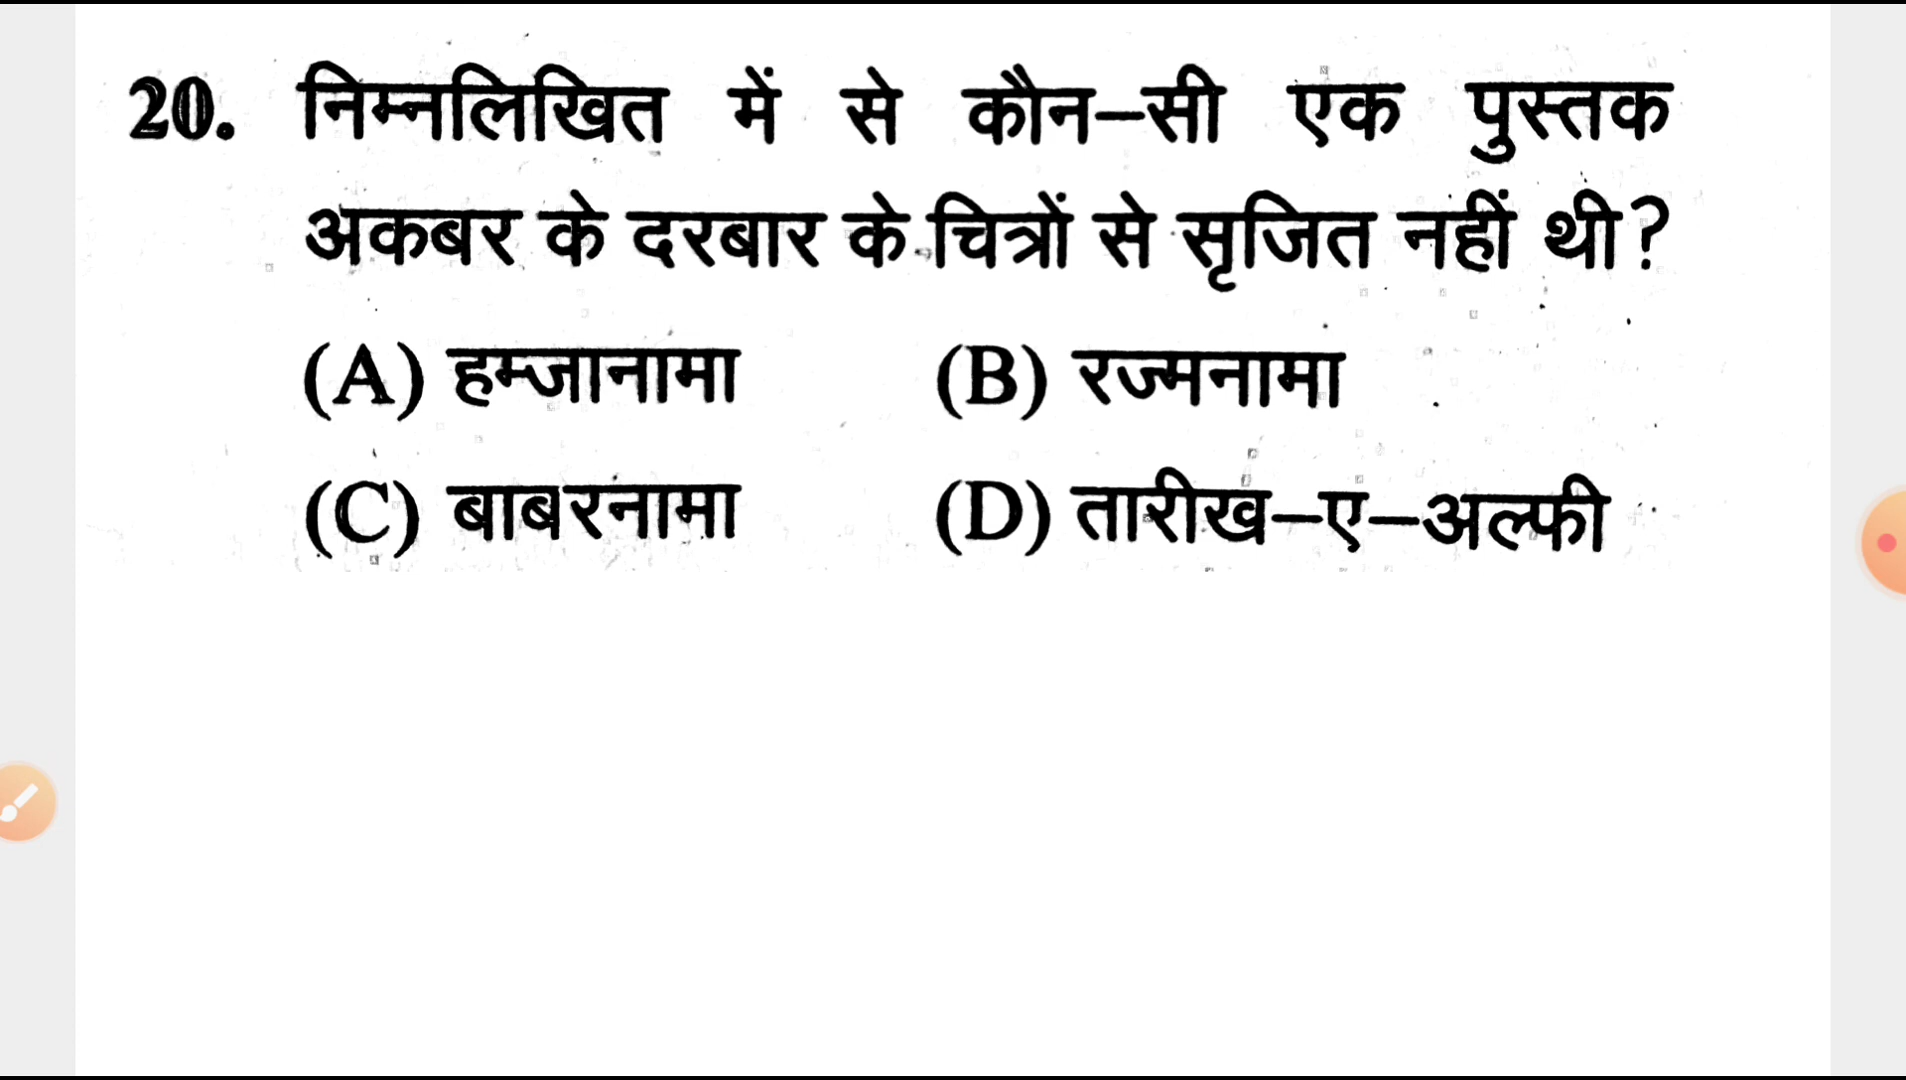 20. निम्नलिखित में से कौन–सी एक पुस्तक
अकबर के दरबार के चित्रों से सृजित नहीं थी?
(A) हम्जानामा (B) रज्मनामा
(C) बाबरनामा (D) तारीख–ए–अल्फी